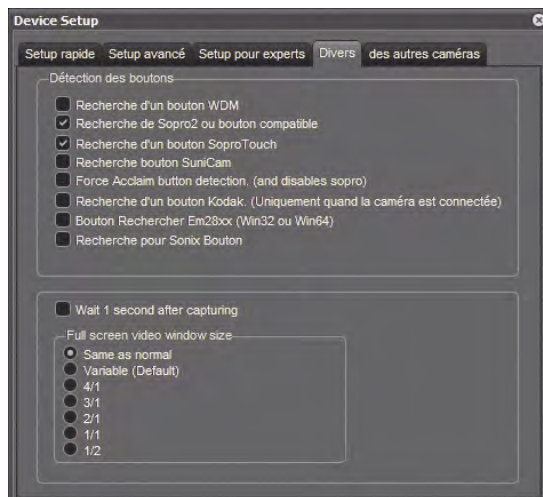 Device Setup
Setup rapide Setup avancé Setup pour experts Divers des autres caméras
Détection des boutons
Recherche d'un bouton WDM
Recherche de Sopro2 ou bouton compatible
Recherche d'un bouton SoproTouch
Recherche bouton SuniCam
Force Acclaim button detection. (and disables sopro)
Recherche d'un bouton Kodak. (Uniquement quand la caméra est connectée)
Bouton Rechercher Em28xx (Win32 ou Win64)
Recherche pour Sonix Bouton
Wait 1 second after capturing
Full screen video window size
Same as normal
Variable (Default)
4/1
3/1
2/1
1/1
1/2